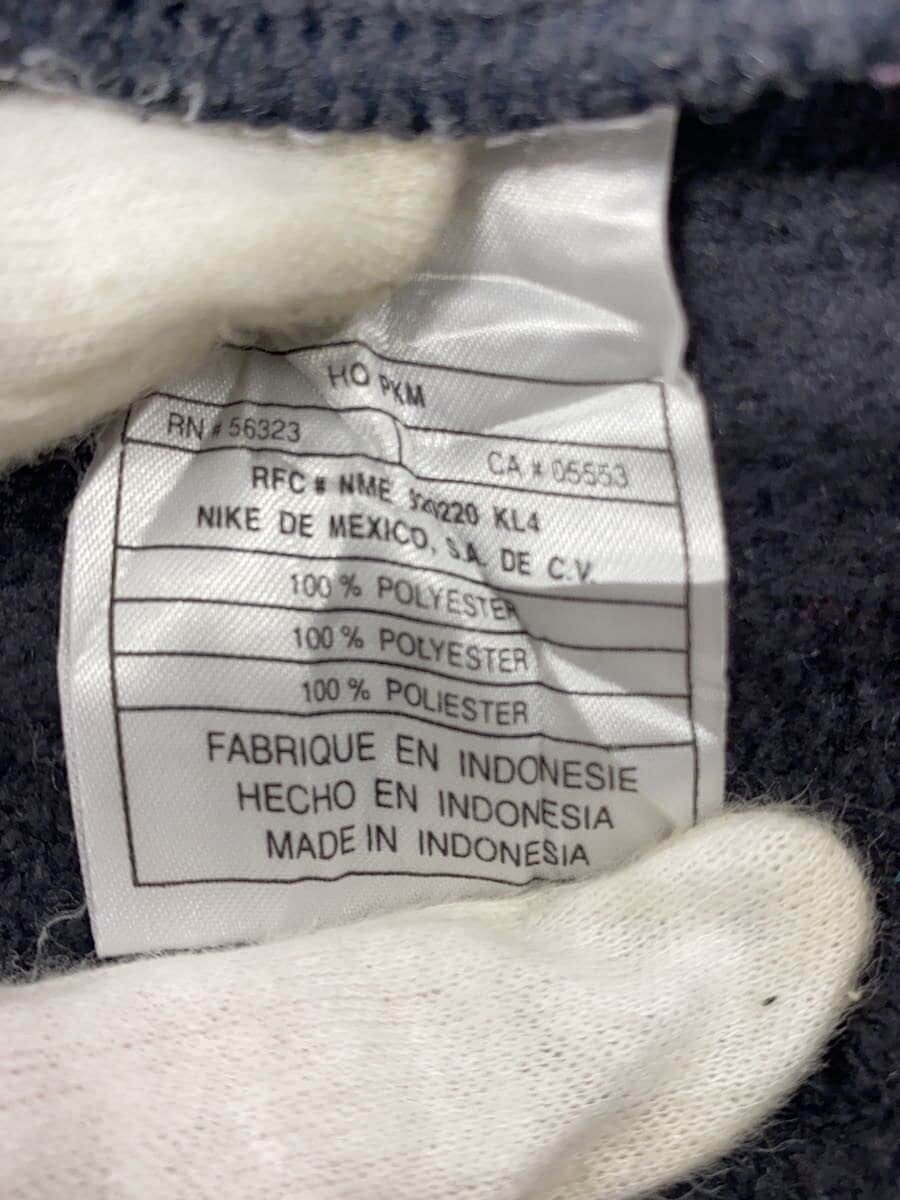 HO PKM
RN # 56323
CA # 05553
RFC # NME 920220 KL4
NIKE DE MEXICO, S.A. DE C.V.
100 % POLYESTER
100 % POLYESTER
100 % POLIESTER
FABRIQUE EN INDONESIE
HECHO EN INDONESIA
MADE IN INDONESIA